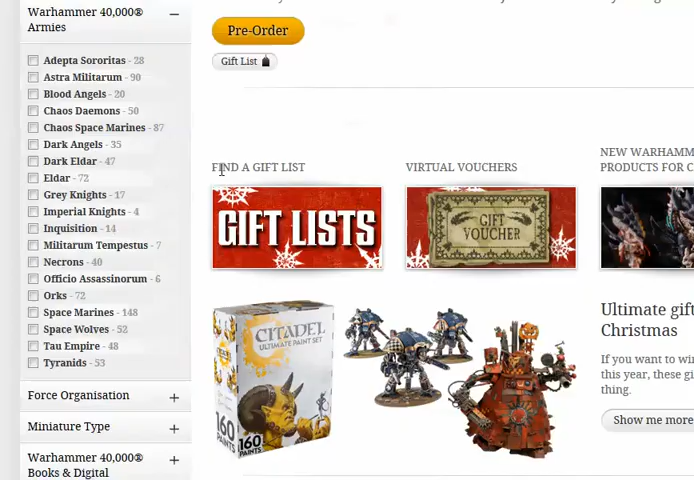 Warhammer 40,000®
Armies
Adepta Sororitas - 28
Astra Militarum - 90
Blood Angels - 20
Chaos Daemons - 50
Chaos Space Marines - 87
Dark Angels - 35
Dark Eldar - 47
Eldar - 72
Grey Knights - 17
Imperial Knights - 4
Inquisition - 14
Militarum Tempestus - 7
Necrons - 40
Officio Assassinorum - 6
Orks - 72
Space Marines - 148
Space Wolves - 52
Tau Empire - 48
Tyranids - 53
Force Organisation
Miniature Type
Warhammer 40,000®
Books & Digital
Pre-Order
Gift List
FIND A GIFT LIST
VIRTUAL VOUCHERS
NEW WARHAMM
PRODUCTS FOR C
GIFT LISTS
GIFT
VOUCHER
CITADEL
ULTIMATE PAINT SET
160
PAINTS
160
PAINTS
Ultimate gift
Christmas
If you want to win
this year, these gi
thing.
Show me more